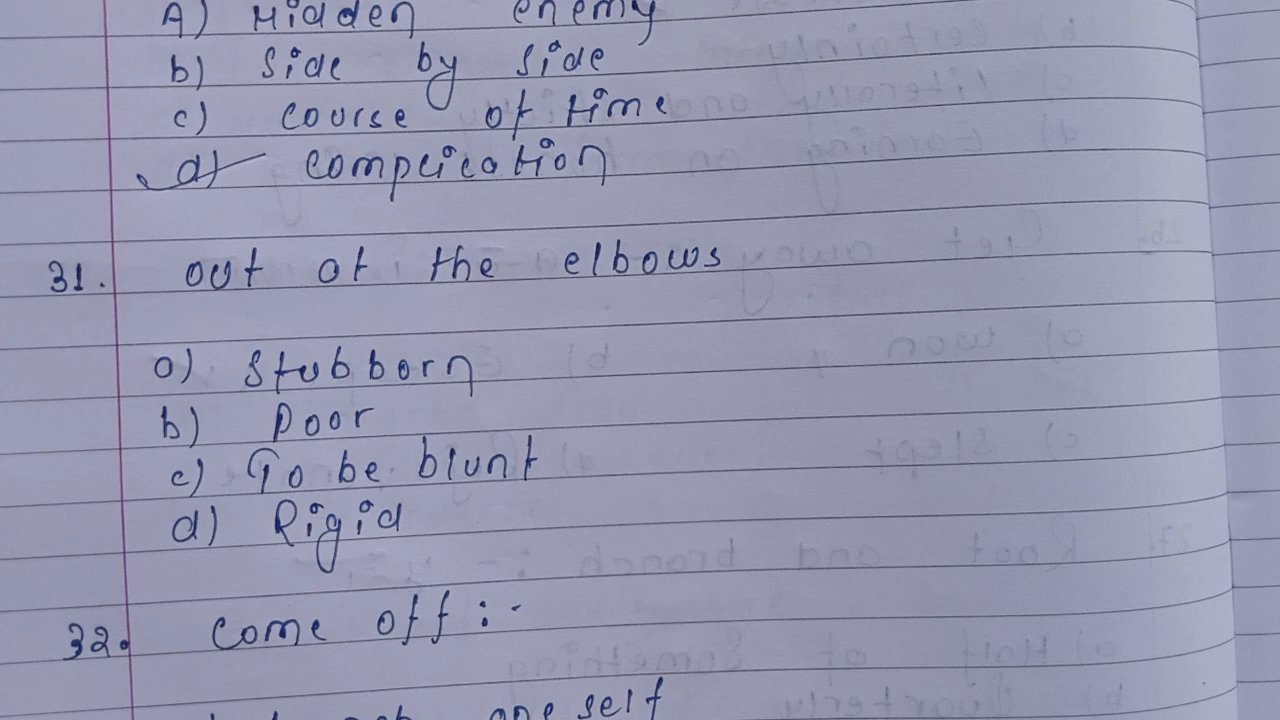 A) Hidden enemy
b) side by side
c) course of time
d) complication
31. out of the elbows
a) Stubborn
b) Poor
c) To be blunt
d) Rigid
32. Come off :-
one self